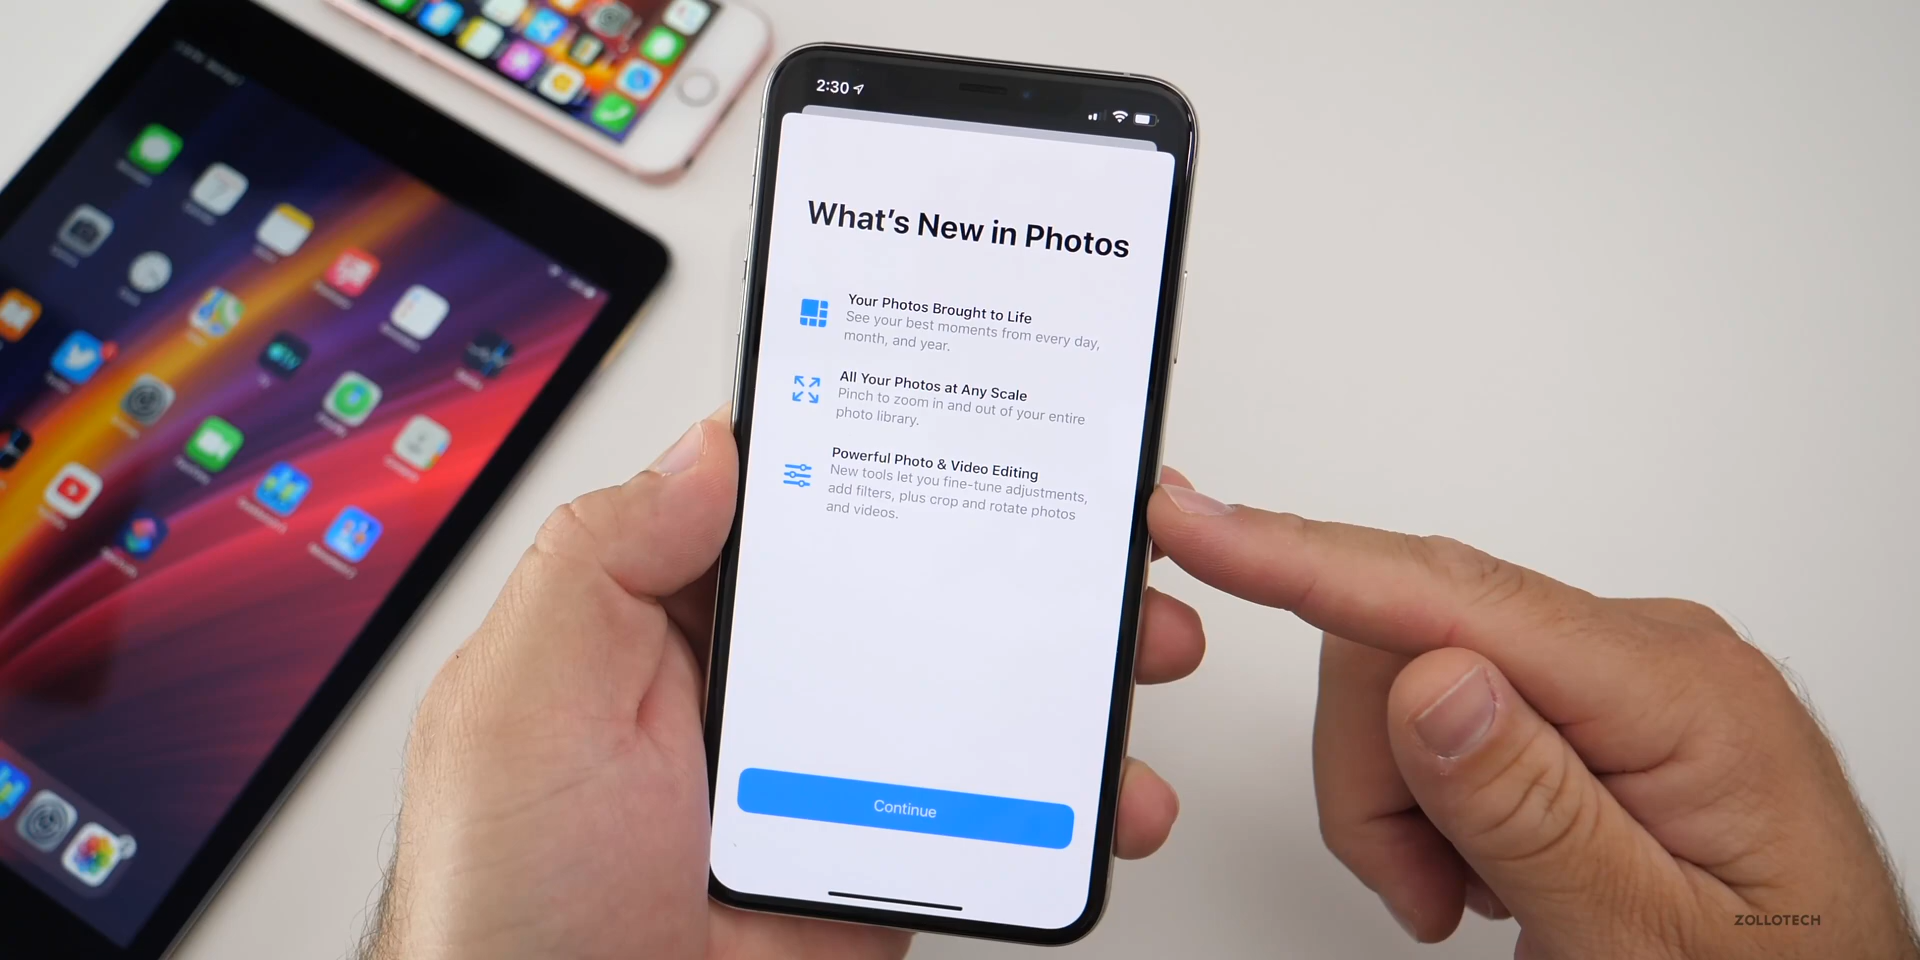 2:30
What's New in Photos
Your Photos Brought to Life
See your best moments from every day,
month, and year.
All Your Photos at Any Scale
Pinch to zoom in and out of your entire
photo library.
Powerful Photo & Video Editing
New tools let you fine-tune adjustments,
add filters, plus crop and rotate photos
and videos.
Continue
ZOLLOTECH